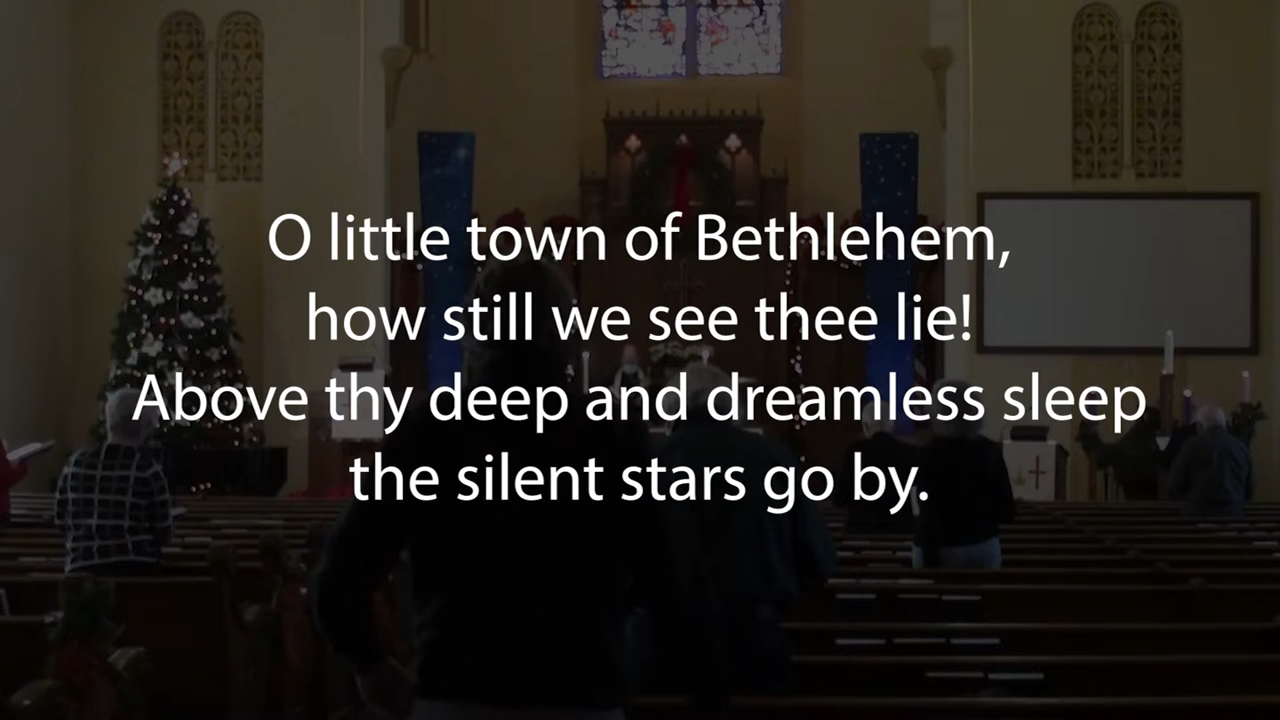 O little town of Bethlehem,
how still we see thee lie!
Above thy deep and dreamless sleep
the silent stars go by.